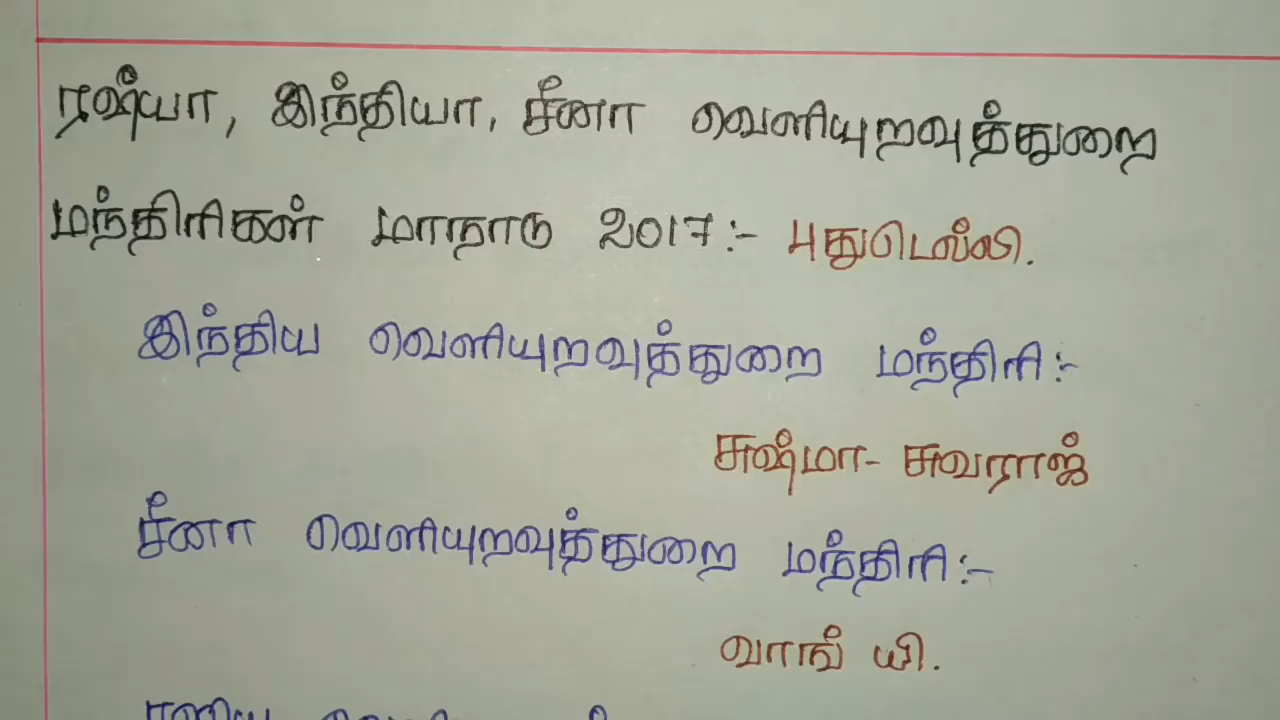 ரஷ்யா, இந்தியா, சீனா வெளியுறவுத்துறை
மந்திரிகள் மாநாடு 2017:- புதுடெல்லி.
இந்திய வெளியுறவுத்துறை மந்திரி:-
சுஷ்மா- சுவராஜ்
சீனா வெளியுறவுத்துறை மந்திரி:-
வாங் யி.